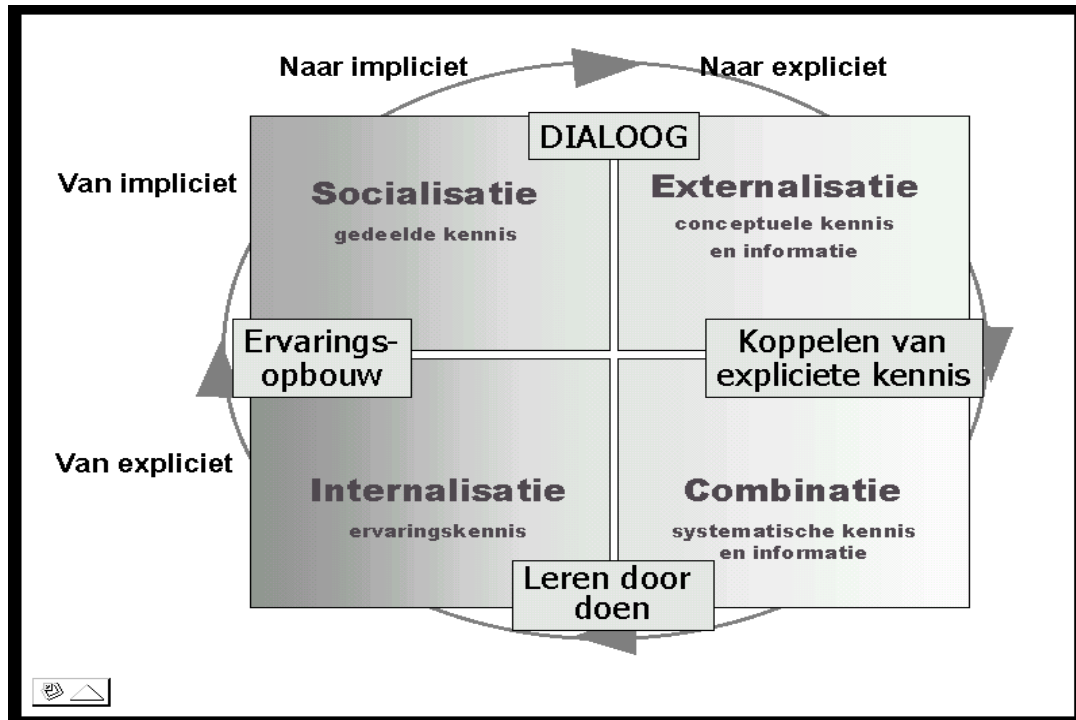 Naar impliciet
Naar expliciet
DIALOOG
Van impliciet
Socialisatie
gedeelde kennis
Externalisatie
conceptuele kennis
en informatie
Ervarings-
opbouw
Koppelen van
expliciete kennis
Van expliciet
Internalisatie
ervaringskennis
Combinatie
systematische kennis
en informatie
Leren door
doen